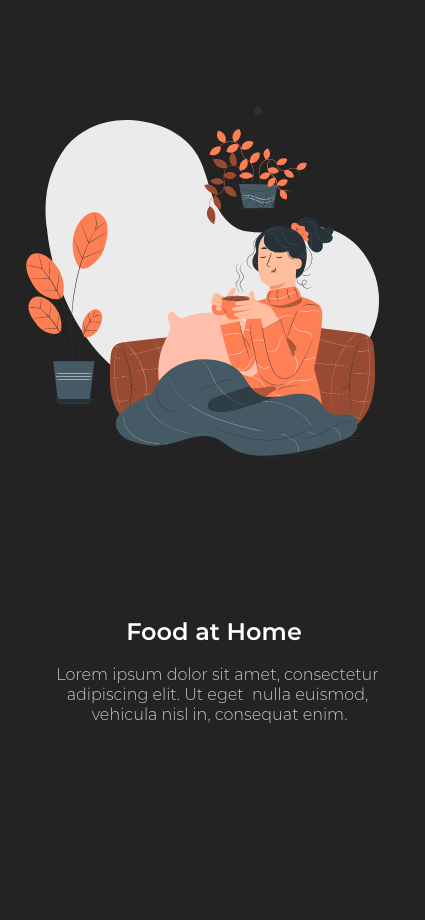 Food at Home
Lorem ipsum dolor sit amet, consectetur
adipiscing elit. Ut eget  nulla euismod,
vehicula nisl in, consequat enim.